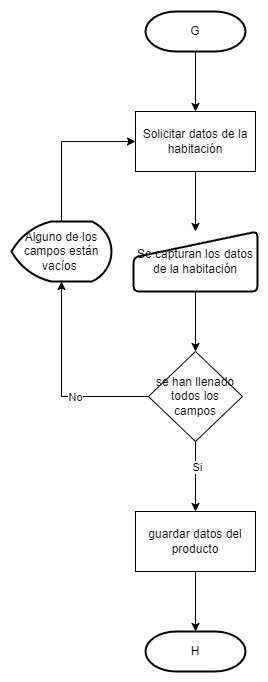 G
Solicitar datos de la
habitación
Alguno de los
campos están
vacíos
Se capturan los datos
de la habitación
se han llenado
todos los
campos
No
Si
guardar datos del
producto
H